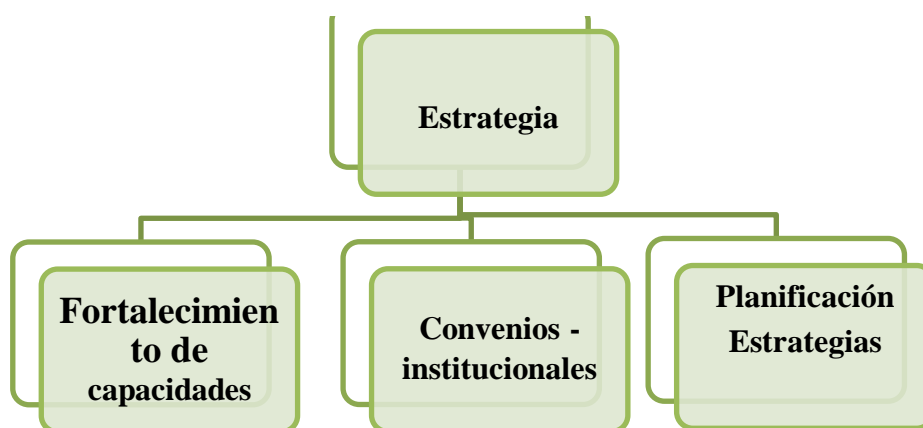 Estrategia
Fortalecimien
to de
capacidades
Convenios -
institucionales
Planificación
Estrategias